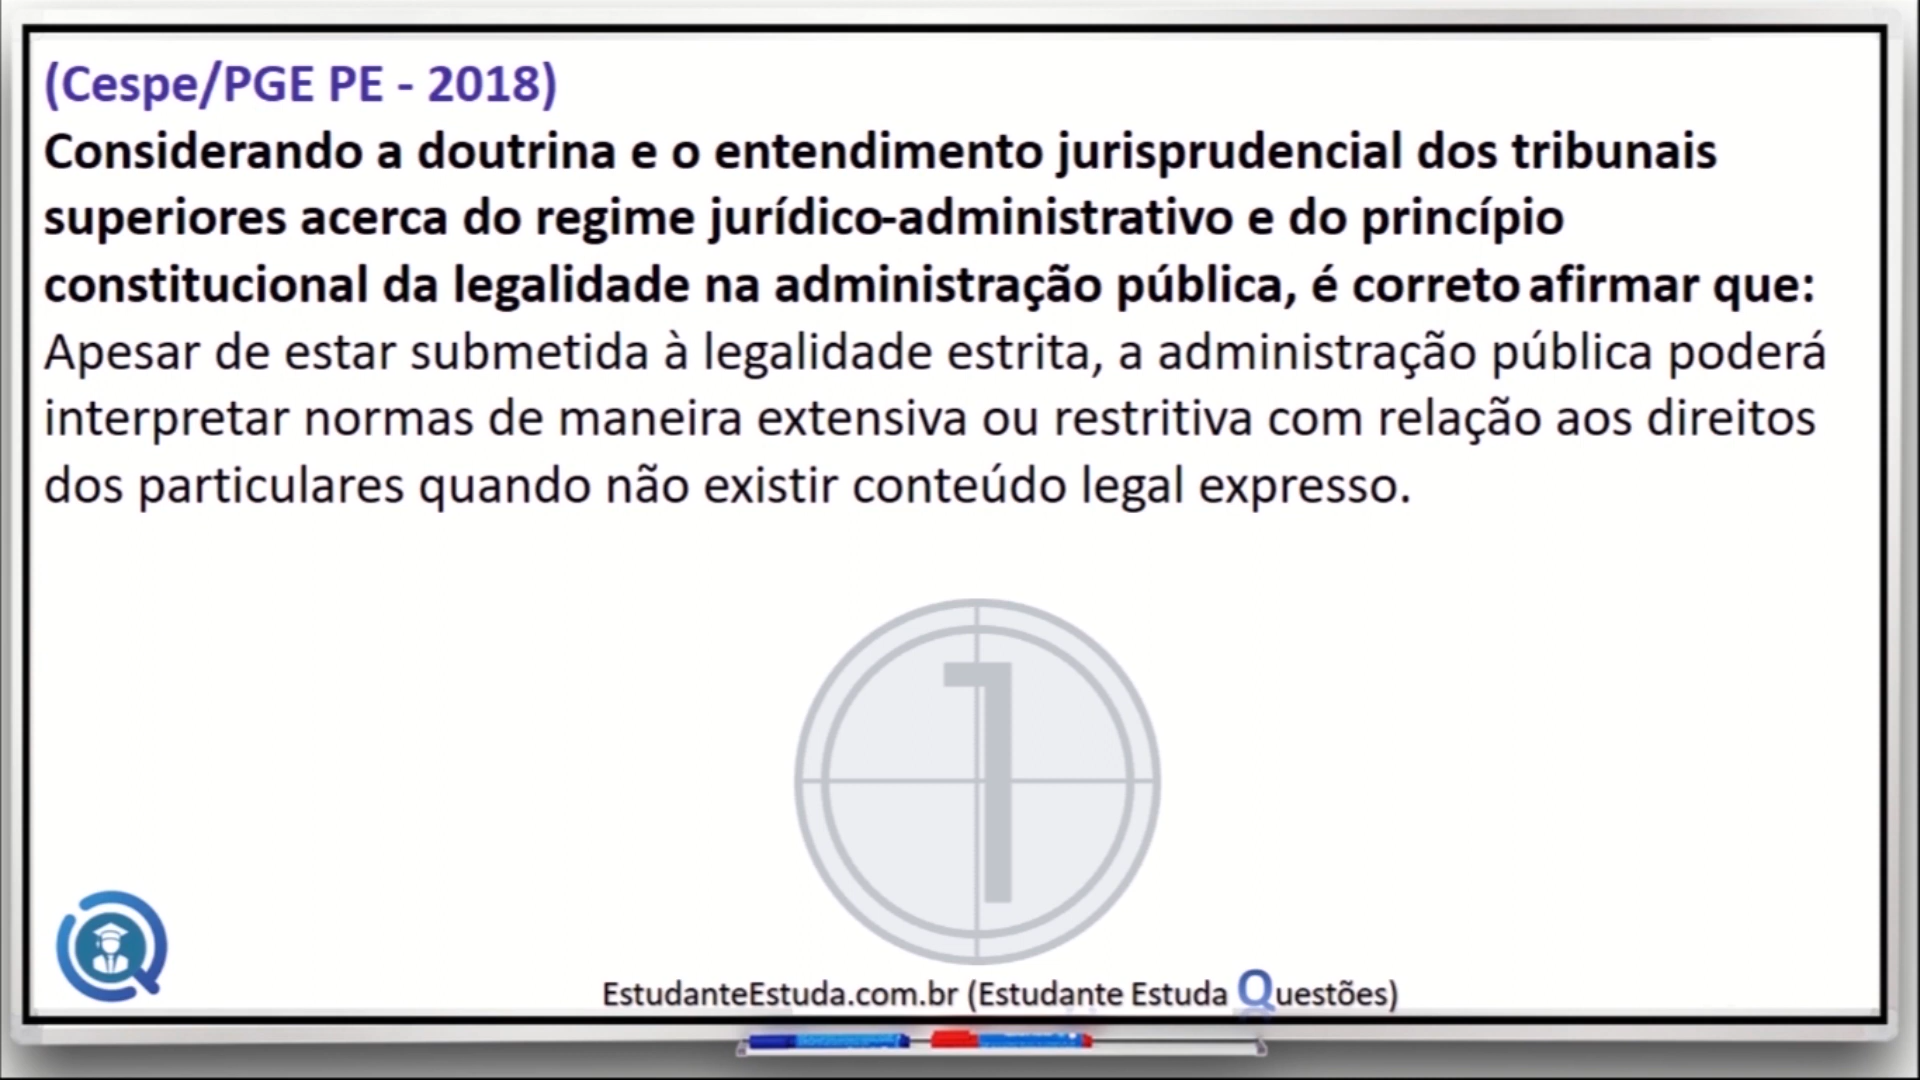 (Cespe/PGE PE - 2018)
Considerando a doutrina e o entendimento jurisprudencial dos tribunais
superiores acerca do regime jurídico-administrativo e do princípio
constitucional da legalidade na administração pública, é correto afirmar que:
Apesar de estar submetida à legalidade estrita, a administração pública poderá
interpretar normas de maneira extensiva ou restritiva com relação aos direitos
dos particulares quando não existir conteúdo legal expresso.
1
EstudanteEstuda.com.br (Estudante Estuda Questões)